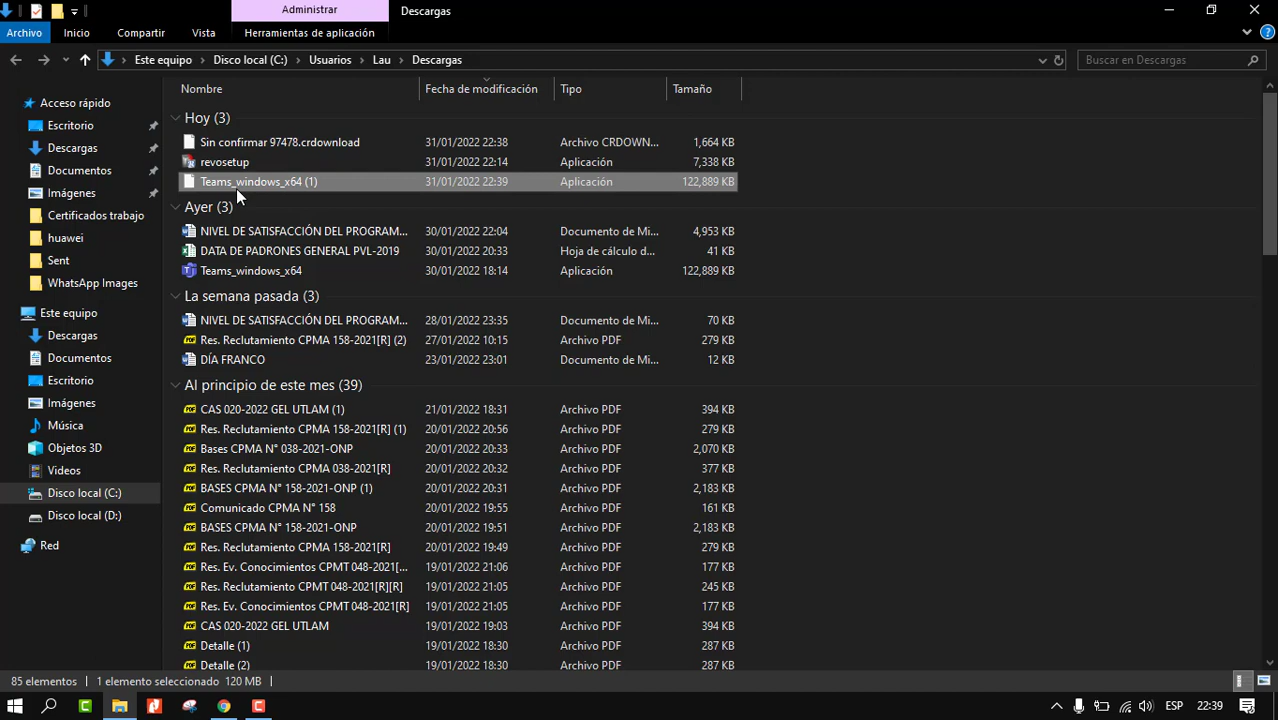 Administrar
Descargas
Archivo
Inicio
Compartir
Vista
Herramientas de aplicación
Este equipo > Disco local (C:) > Usuarios > Lau > Descargas
Buscar en Descargas
Nombre
Fecha de modificación
Tipo
Tamaño
Acceso rápido
Escritorio
Descargas
Documentos
Imágenes
Certificados trabajo
huawei
Sent
WhatsApp Images
Este equipo
Descargas
Documentos
Escritorio
Imágenes
Música
Objetos 3D
Videos
Disco local (C:)
Disco local (D:)
Red
Hoy (3)
Sin confirmar 97478.crdownload 31/01/2022 22:38 Archivo CRDOWN... 1,664 KB
revosetup 31/01/2022 22:14 Aplicación 7,338 KB
Teams_windows_x64 (1) 31/01/2022 22:39 Aplicación 122,889 KB
Ayer (3)
NIVEL DE SATISFACCIÓN DEL PROGRAM... 30/01/2022 22:04 Documento de Mi... 4,953 KB
DATA DE PADRONES GENERAL PVL-2019 30/01/2022 20:33 Hoja de cálculo d... 41 KB
Teams_windows_x64 30/01/2022 18:14 Aplicación 122,889 KB
La semana pasada (3)
NIVEL DE SATISFACCIÓN DEL PROGRAM... 28/01/2022 23:35 Documento de Mi... 70 KB
Res. Reclutamiento CPMA 158-2021[R] (2) 27/01/2022 10:15 Archivo PDF 279 KB
DÍA FRANCO 23/01/2022 23:01 Documento de Mi... 12 KB
Al principio de este mes (39)
CAS 020-2022 GEL UTLAM (1) 21/01/2022 18:31 Archivo PDF 394 KB
Res. Reclutamiento CPMA 158-2021[R] (1) 20/01/2022 20:56 Archivo PDF 279 KB
Bases CPMA N° 038-2021-ONP 20/01/2022 20:33 Archivo PDF 2,070 KB
Res. Reclutamiento CPMA 038-2021[R] 20/01/2022 20:32 Archivo PDF 377 KB
BASES CPMA N° 158-2021-ONP (1) 20/01/2022 20:31 Archivo PDF 2,183 KB
Comunicado CPMA N° 158 20/01/2022 19:55 Archivo PDF 161 KB
BASES CPMA N° 158-2021-ONP 20/01/2022 19:51 Archivo PDF 2,183 KB
Res. Reclutamiento CPMA 158-2021[R] 20/01/2022 19:49 Archivo PDF 279 KB
Res. Ev. Conocimientos CPMT 048-2021[... 19/01/2022 21:06 Archivo PDF 177 KB
Res. Reclutamiento CPMT 048-2021[R][R] 19/01/2022 21:05 Archivo PDF 245 KB
Res. Ev. Conocimientos CPMT 048-2021[R] 19/01/2022 21:05 Archivo PDF 177 KB
CAS 020-2022 GEL UTLAM 19/01/2022 19:03 Archivo PDF 394 KB
Detalle (1) 19/01/2022 18:30 Archivo PDF 287 KB
Detalle (2) 19/01/2022 18:30 Archivo PDF 287 KB
85 elementos
1 elemento seleccionado 120 MB
ESP
22:39